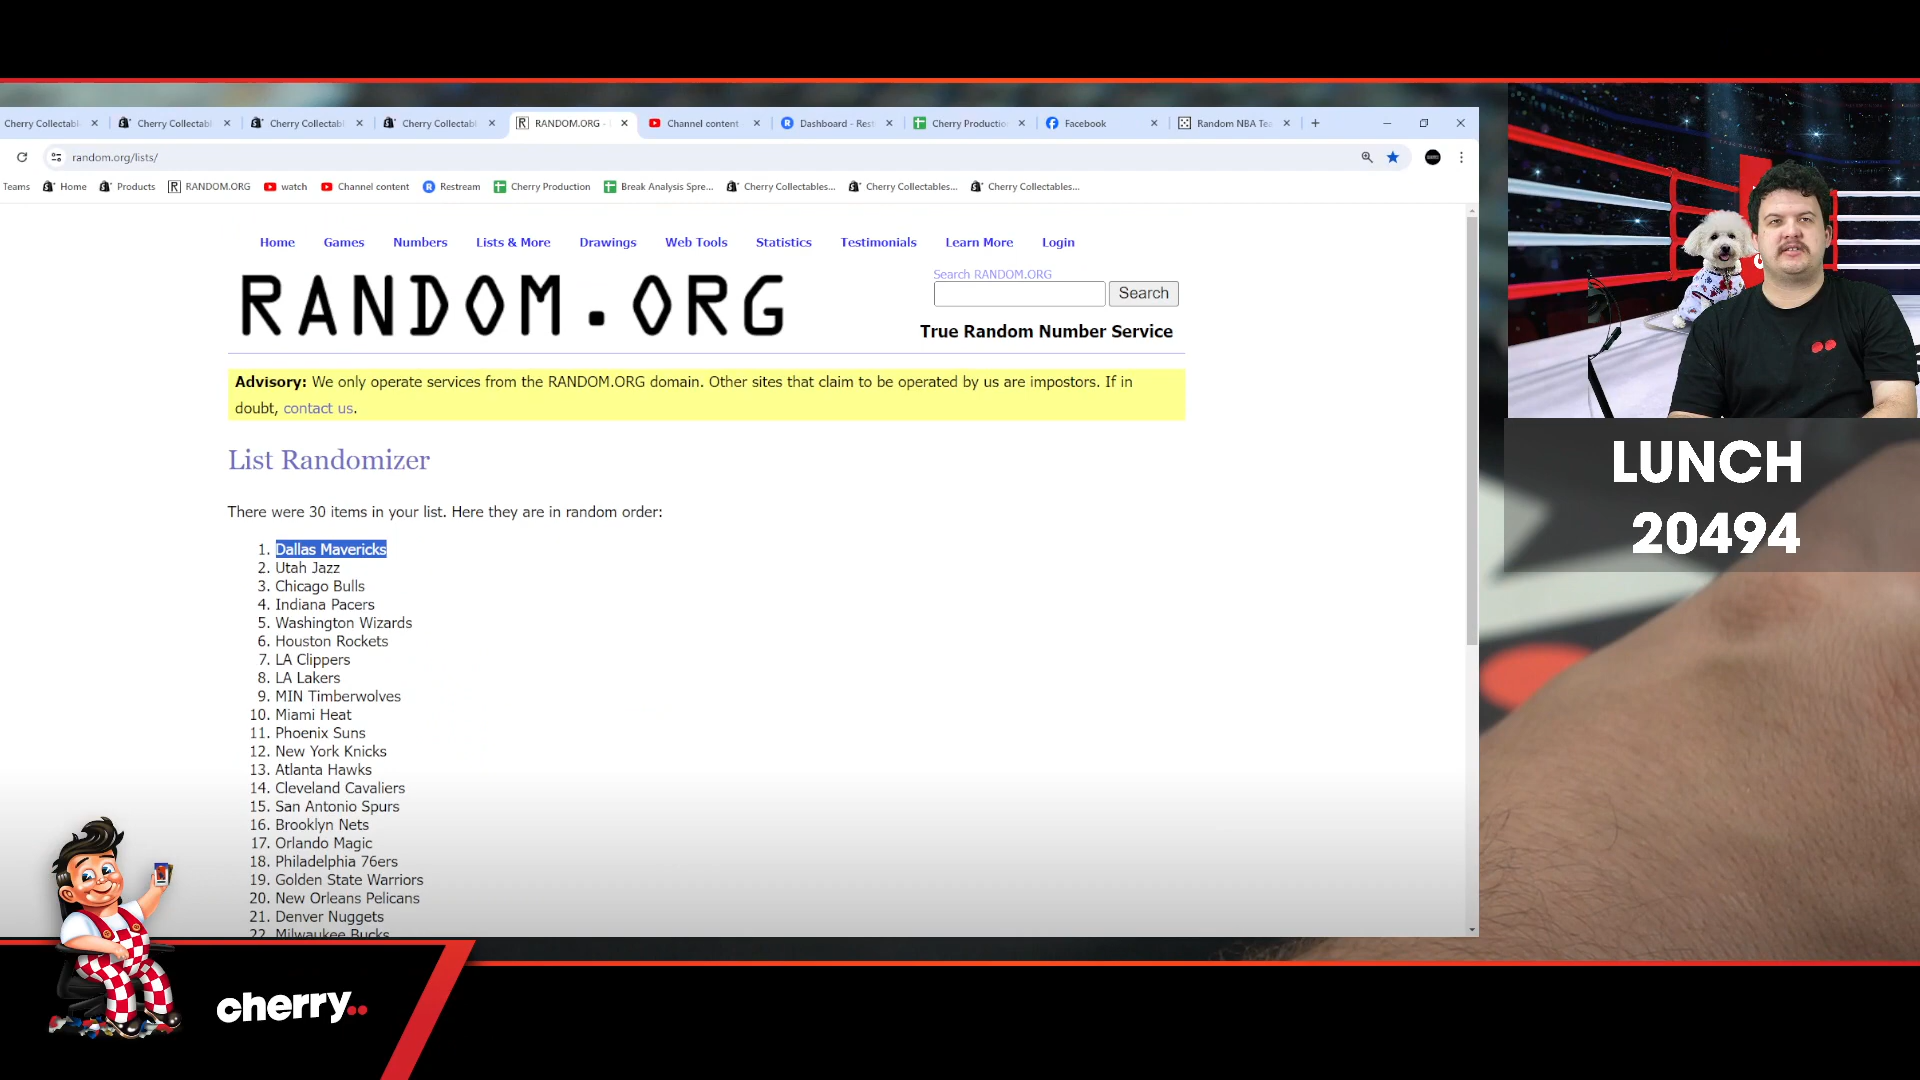 Cherry Collectabl
Cherry Collectabl
Cherry Collectabl
Cherry Collectabl
RANDOM.ORG -
Channel content
Dashboard - Rest
Cherry Productio
Facebook
Random NBA Tea
random.org/lists/
Teams
Home
Products
RANDOM.ORG
watch
Channel content
Restream
Cherry Production
Break Analysis Spre...
Cherry Collectables...
Cherry Collectables...
Cherry Collectables...
Home Games Numbers Lists & More Drawings Web Tools Statistics Testimonials Learn More Login
RANDOM.ORG
Search RANDOM.ORG
Search
True Random Number Service
Advisory: We only operate services from the RANDOM.ORG domain. Other sites that claim to be operated by us are impostors. If in
doubt, contact us.
List Randomizer
There were 30 items in your list. Here they are in random order:
1. Dallas Mavericks
2. Utah Jazz
3. Chicago Bulls
4. Indiana Pacers
5. Washington Wizards
6. Houston Rockets
7. LA Clippers
8. LA Lakers
9. MIN Timberwolves
10. Miami Heat
11. Phoenix Suns
12. New York Knicks
13. Atlanta Hawks
14. Cleveland Cavaliers
15. San Antonio Spurs
16. Brooklyn Nets
17. Orlando Magic
18. Philadelphia 76ers
19. Golden State Warriors
20. New Orleans Pelicans
21. Denver Nuggets
22. Milwaukee Bucks
LUNCH
20494
cherry..